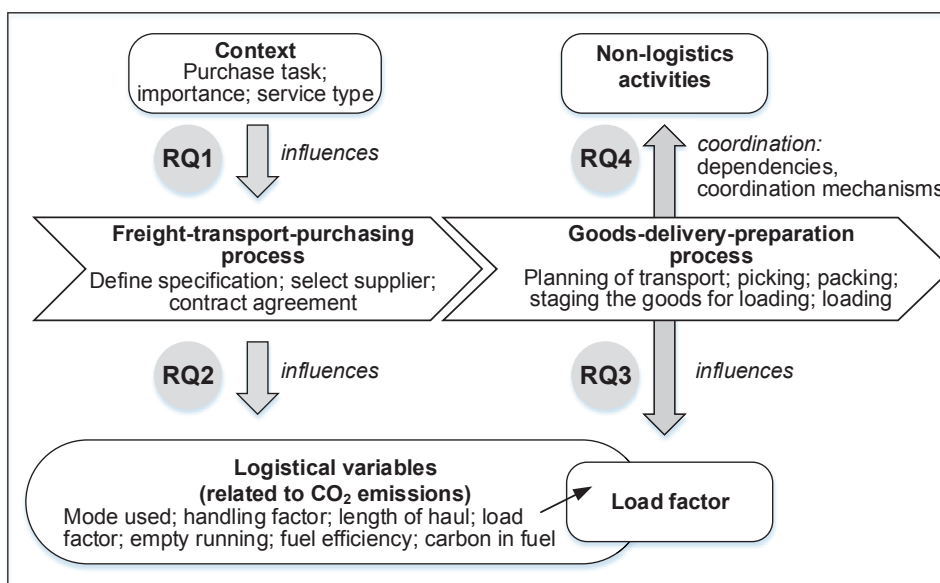 Context
Purchase task;
importance; service type
Non-logistics
activities
RQ1
influences
RQ4
coordination:
dependencies,
coordination mechanisms
Freight-transport-purchasing
process
Define specification; select supplier;
contract agreement
Goods-delivery-preparation
process
Planning of transport; picking; packing;
staging the goods for loading; loading
RQ2
influences
RQ3
influences
Logistical variables
(related to CO₂ emissions)
Mode used; handling factor; length of haul; load
factor; empty running; fuel efficiency; carbon in fuel
Load factor